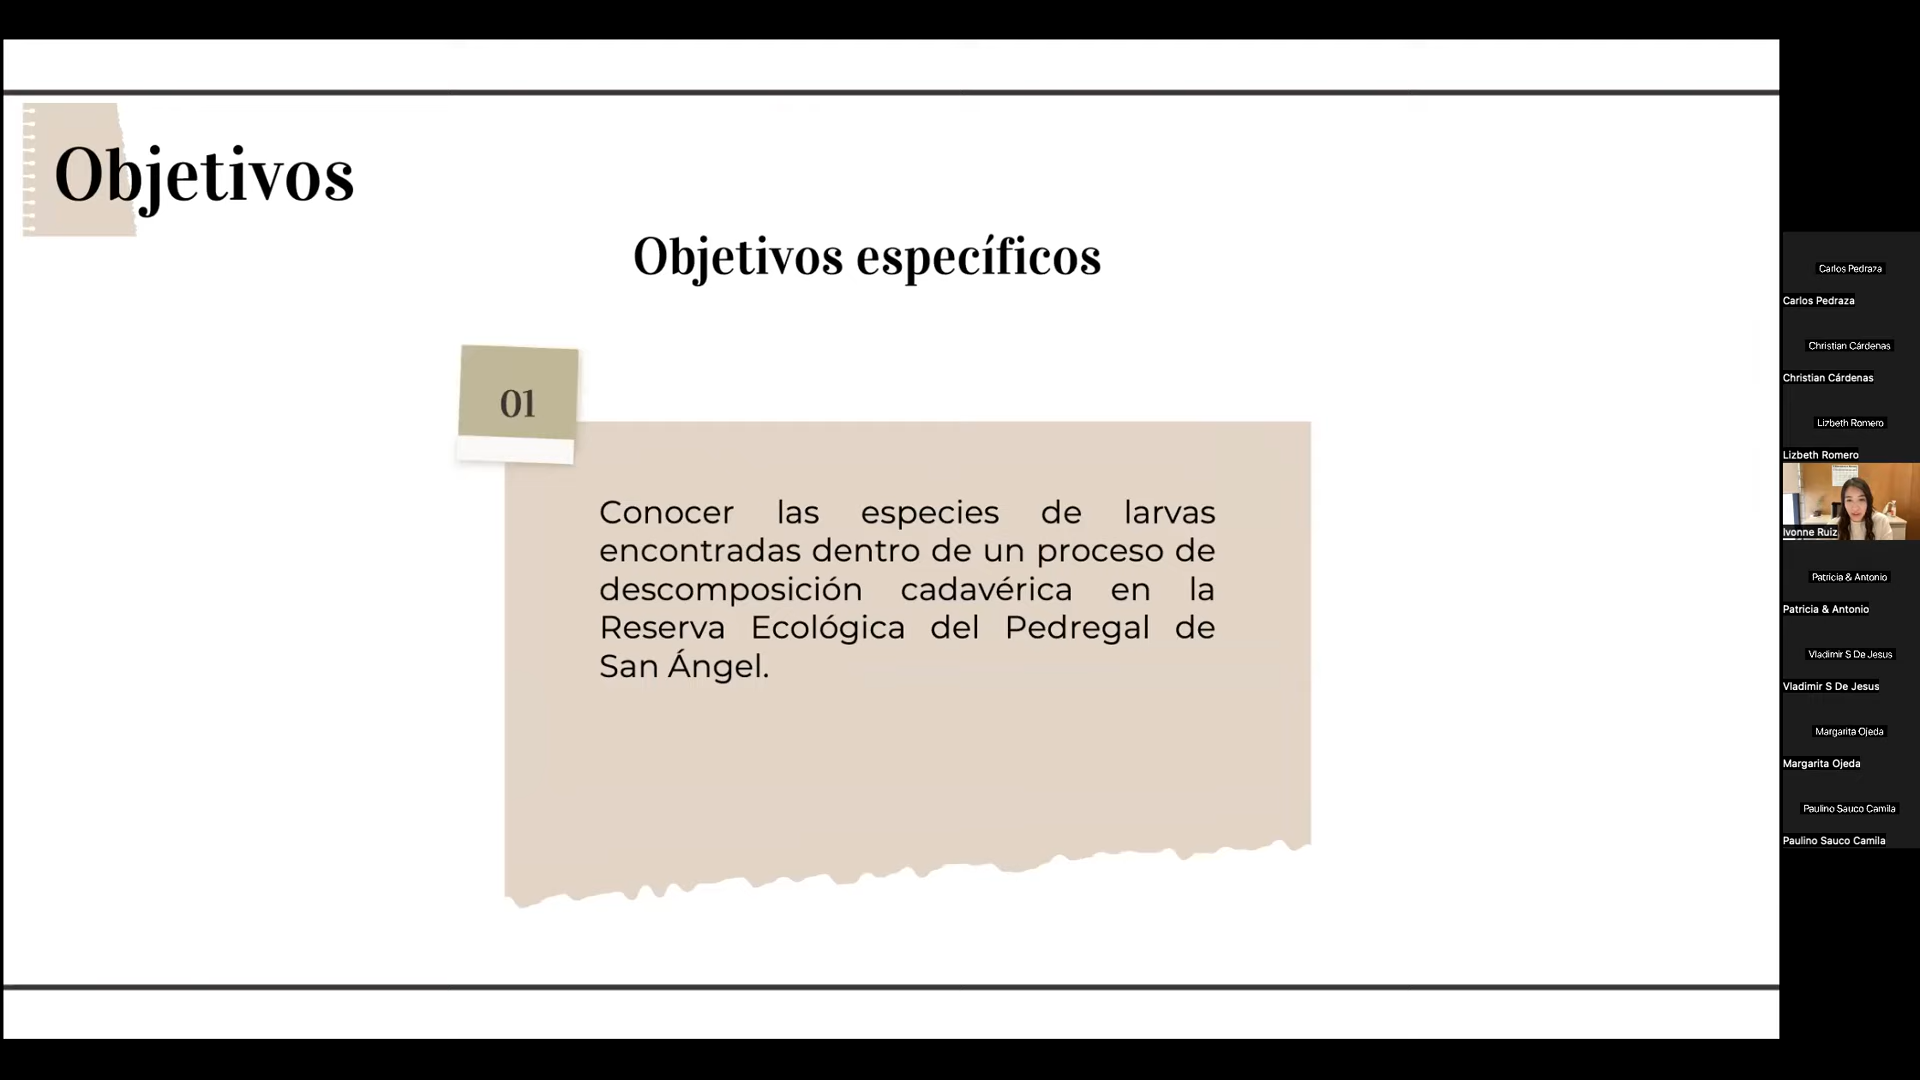 Objetivos
Objetivos específicos
01
Conocer las especies de larvas
encontradas dentro de un proceso de
descomposición cadavérica en la
Reserva Ecológica del Pedregal de
San Ángel.
Carlos Pedraza
Carlos Pedraza
Christian Cárdenas
Christian Cárdenas
Lizbeth Romero
Lizbeth Romero
Ivonne Ruiz
Patricia & Antonio
Patricia & Antonio
Vladimir S De Jesus
Vladimir S De Jesus
Margarita Ojeda
Margarita Ojeda
Paulino Sauco Camila
Paulino Sauco Camila